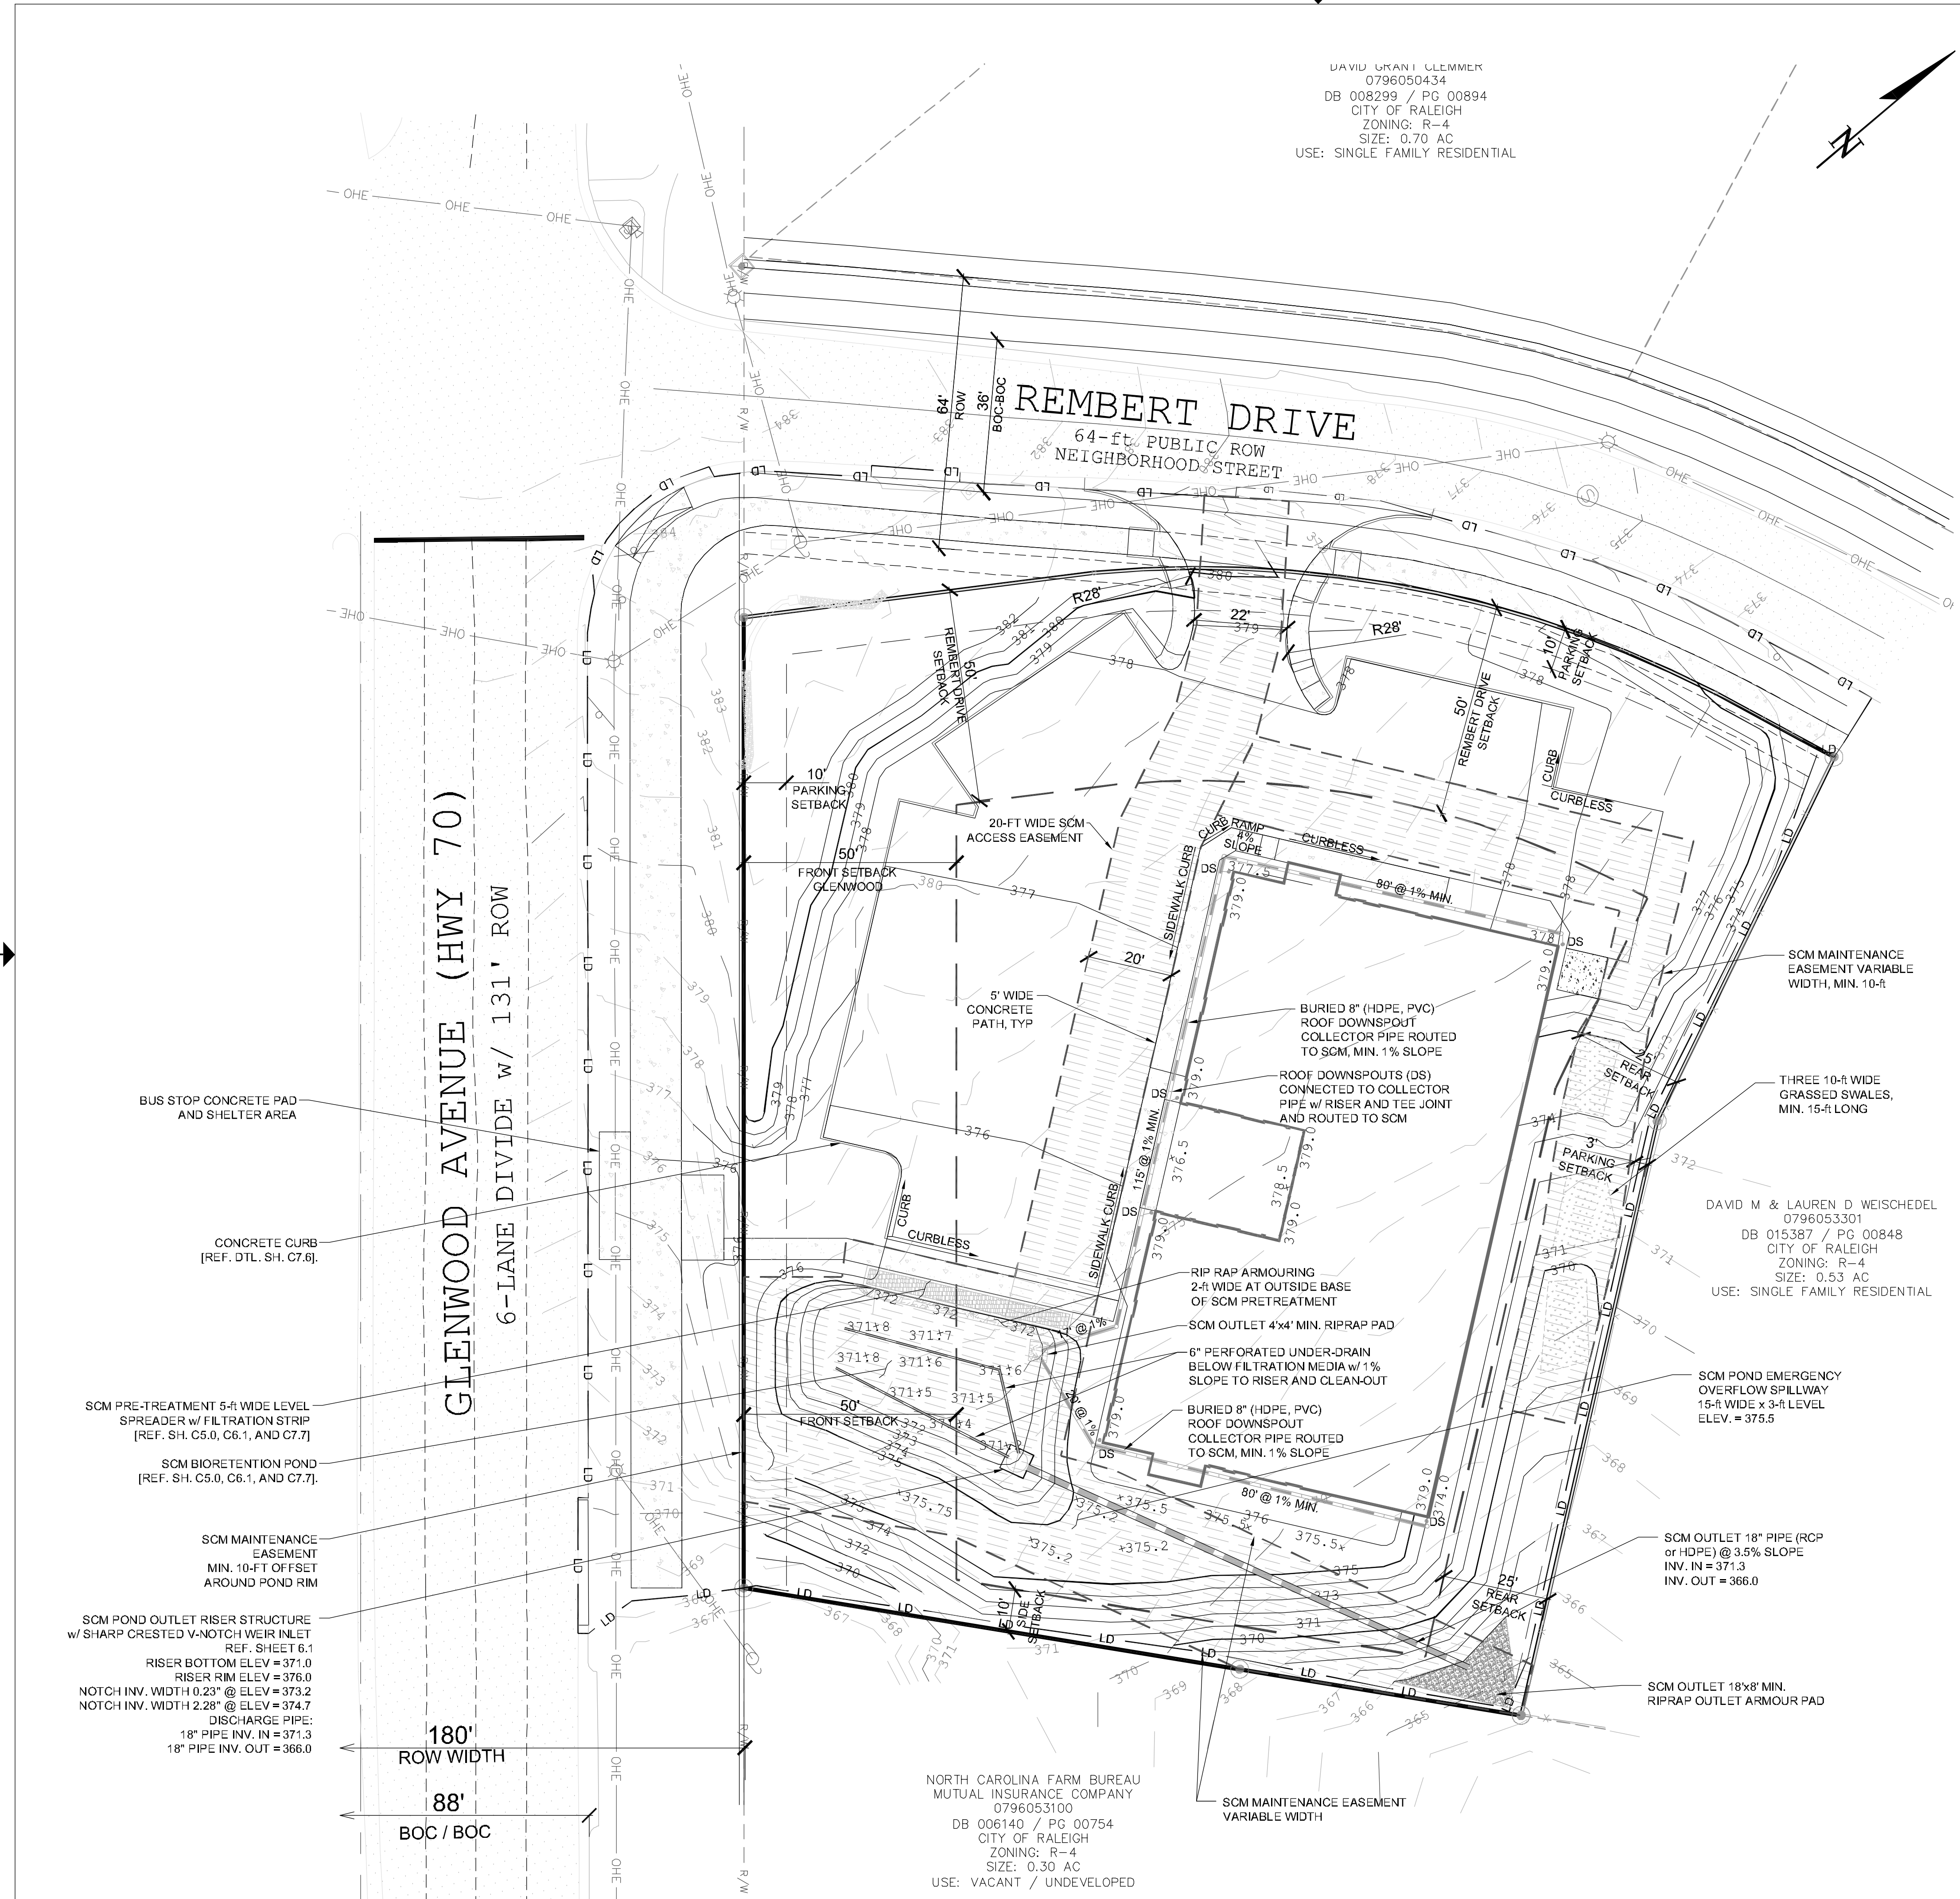 DAVID GRANT CLEMMER
0796050434
DB 008299 / PG 00894
CITY OF RALEIGH
ZONING: R-4
SIZE: 0.70 AC
USE: SINGLE FAMILY RESIDENTIAL
N
REMBERT DRIVE
64-ft PUBLIC ROW
NEIGHBORHOOD STREET
64'
ROW
36'
BOC-BOC
R28'
22'
R28'
50'
REMBERT DRIVE
SETBACK
50'
REMBERT DRIVE
SETBACK
10'
PARKING
SETBACK
10'
PARKING
SETBACK
50'
FRONT SETBACK
GLENWOOD
20-FT WIDE SCM
ACCESS EASEMENT
CURB
CURBLESS
CURB
RAMP
4%
SLOPE
CURBLESS
SIDEWALK CURB
80' @ 1% MIN.
DS
DS
20'
5' WIDE
CONCRETE
PATH, TYP
BURIED 8" (HDPE, PVC)
ROOF DOWNSPOUT
COLLECTOR PIPE ROUTED
TO SCM, MIN. 1% SLOPE
ROOF DOWNSPOUTS (DS)
CONNECTED TO COLLECTOR
PIPE w/ RISER AND TEE JOINT
AND ROUTED TO SCM
DS
115' @ 1% MIN.
DS
SIDEWALK CURB
SCM MAINTENANCE
EASEMENT VARIABLE
WIDTH, MIN. 10-ft
25'
REAR
SETBACK
THREE 10-ft WIDE
GRASSED SWALES,
MIN. 15-ft LONG
3'
PARKING
SETBACK
DAVID M & LAUREN D WEISCHEDEL
0796053301
DB 015387 / PG 00848
CITY OF RALEIGH
ZONING: R-4
SIZE: 0.53 AC
USE: SINGLE FAMILY RESIDENTIAL
GLENWOOD AVENUE (HWY 70)
6-LANE DIVIDE w/ 131' ROW
BUS STOP CONCRETE PAD
AND SHELTER AREA
CONCRETE CURB
[REF. DTL. SH. C7.6].
CURB
CURBLESS
RIP RAP ARMOURING
2-ft WIDE AT OUTSIDE BASE
OF SCM PRETREATMENT
SCM OUTLET 4'x4' MIN. RIPRAP PAD
6" PERFORATED UNDER-DRAIN
BELOW FILTRATION MEDIA w/ 1%
SLOPE TO RISER AND CLEAN-OUT
BURIED 8" (HDPE, PVC)
ROOF DOWNSPOUT
COLLECTOR PIPE ROUTED
TO SCM, MIN. 1% SLOPE
20' @ 1%
DS
80' @ 1% MIN.
DS
50'
FRONT SETBACK
SCM PRE-TREATMENT 5-ft WIDE LEVEL
SPREADER w/ FILTRATION STRIP
[REF. SH. C5.0, C6.1, AND C7.7]
SCM BIORETENTION POND
[REF. SH. C5.0, C6.1, AND C7.7].
SCM MAINTENANCE
EASEMENT
MIN. 10-FT OFFSET
AROUND POND RIM
SCM POND OUTLET RISER STRUCTURE
w/ SHARP CRESTED V-NOTCH WEIR INLET
REF. SHEET 6.1
RISER BOTTOM ELEV = 371.0
RISER RIM ELEV = 376.0
NOTCH INV. WIDTH 0.23" @ ELEV = 373.2
NOTCH INV. WIDTH 2.28" @ ELEV = 374.7
DISCHARGE PIPE:
18" PIPE INV. IN = 371.3
18" PIPE INV. OUT = 366.0
SCM POND EMERGENCY
OVERFLOW SPILLWAY
15-ft WIDE x 3-ft LEVEL
ELEV. = 375.5
SCM OUTLET 18" PIPE (RCP
or HDPE) @ 3.5% SLOPE
INV. IN = 371.3
INV. OUT = 366.0
10'
SIDE
SETBACK
25'
REAR
SETBACK
SCM OUTLET 18'x8' MIN.
RIPRAP OUTLET ARMOUR PAD
SCM MAINTENANCE EASEMENT
VARIABLE WIDTH
180'
ROW WIDTH
88'
BOC / BOC
NORTH CAROLINA FARM BUREAU
MUTUAL INSURANCE COMPANY
0796053100
DB 006140 / PG 00754
CITY OF RALEIGH
ZONING: R-4
SIZE: 0.30 AC
USE: VACANT / UNDEVELOPED